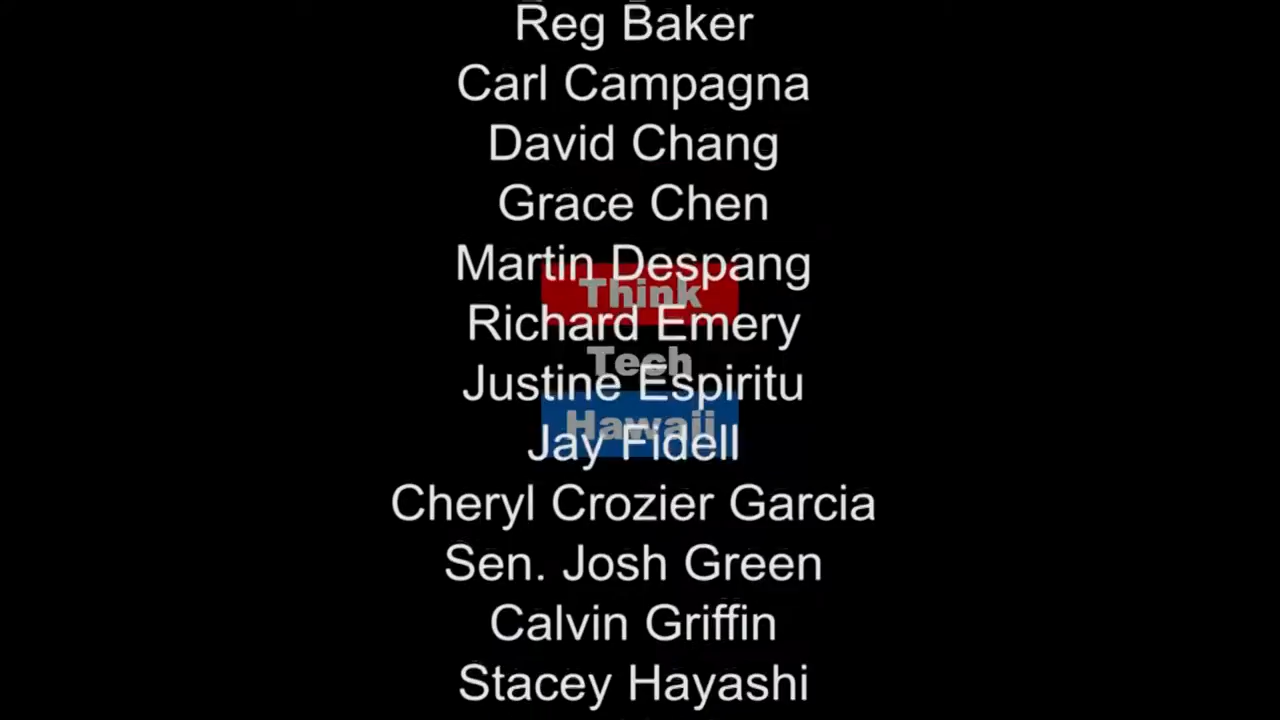 Reg Baker
Carl Campagna
David Chang
Grace Chen
Martin Despang
Think
Richard Emery
Tech
Justine Espiritu
Hawaii
Jay Fidell
Cheryl Crozier Garcia
Sen. Josh Green
Calvin Griffin
Stacey Hayashi